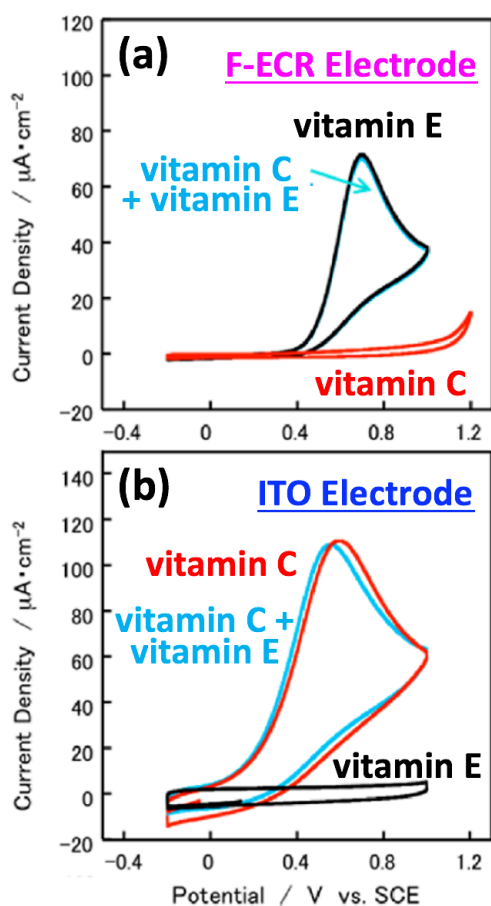 120
(a)
F-ECR Electrode
100
vitamin E
80
vitamin C
+ vitamin E
60
40
20
0
vitamin C
-20
-0.4 0 0.4 0.8 1.2
Current Density / μA·cm⁻²
140
(b)
ITO Electrode
120
vitamin C
100
80
vitamin C +
vitamin E
60
40
20
vitamin E
0
-20
-0.4 0 0.4 0.8 1.2
Current Density / μA·cm⁻²
Potential / V vs. SCE